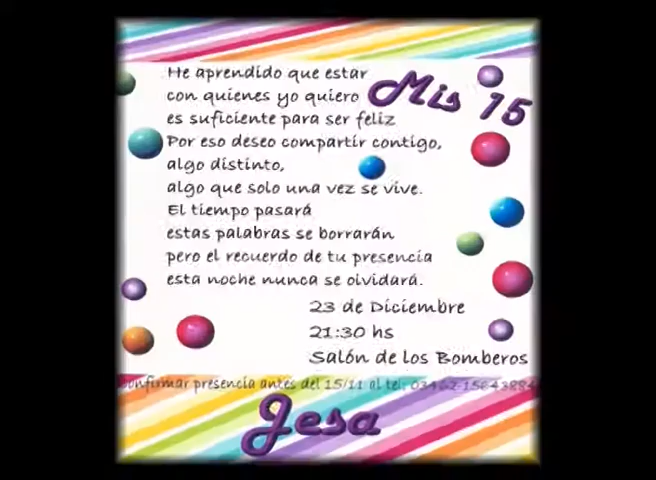 He aprendido que estar
con quienes yo quiero
es suficiente para ser feliz
Mis 15
Por eso deseo compartir contigo,
algo distinto,
algo que solo una vez se vive.
El tiempo pasará
estas palabras se borrarán
pero el recuerdo de tu presencia
esta noche nunca se olvidará.
23 de Diciembre
21:30 hs
Salón de los Bomberos
confirmar presencia antes del 15/11 al tel:
Jesa